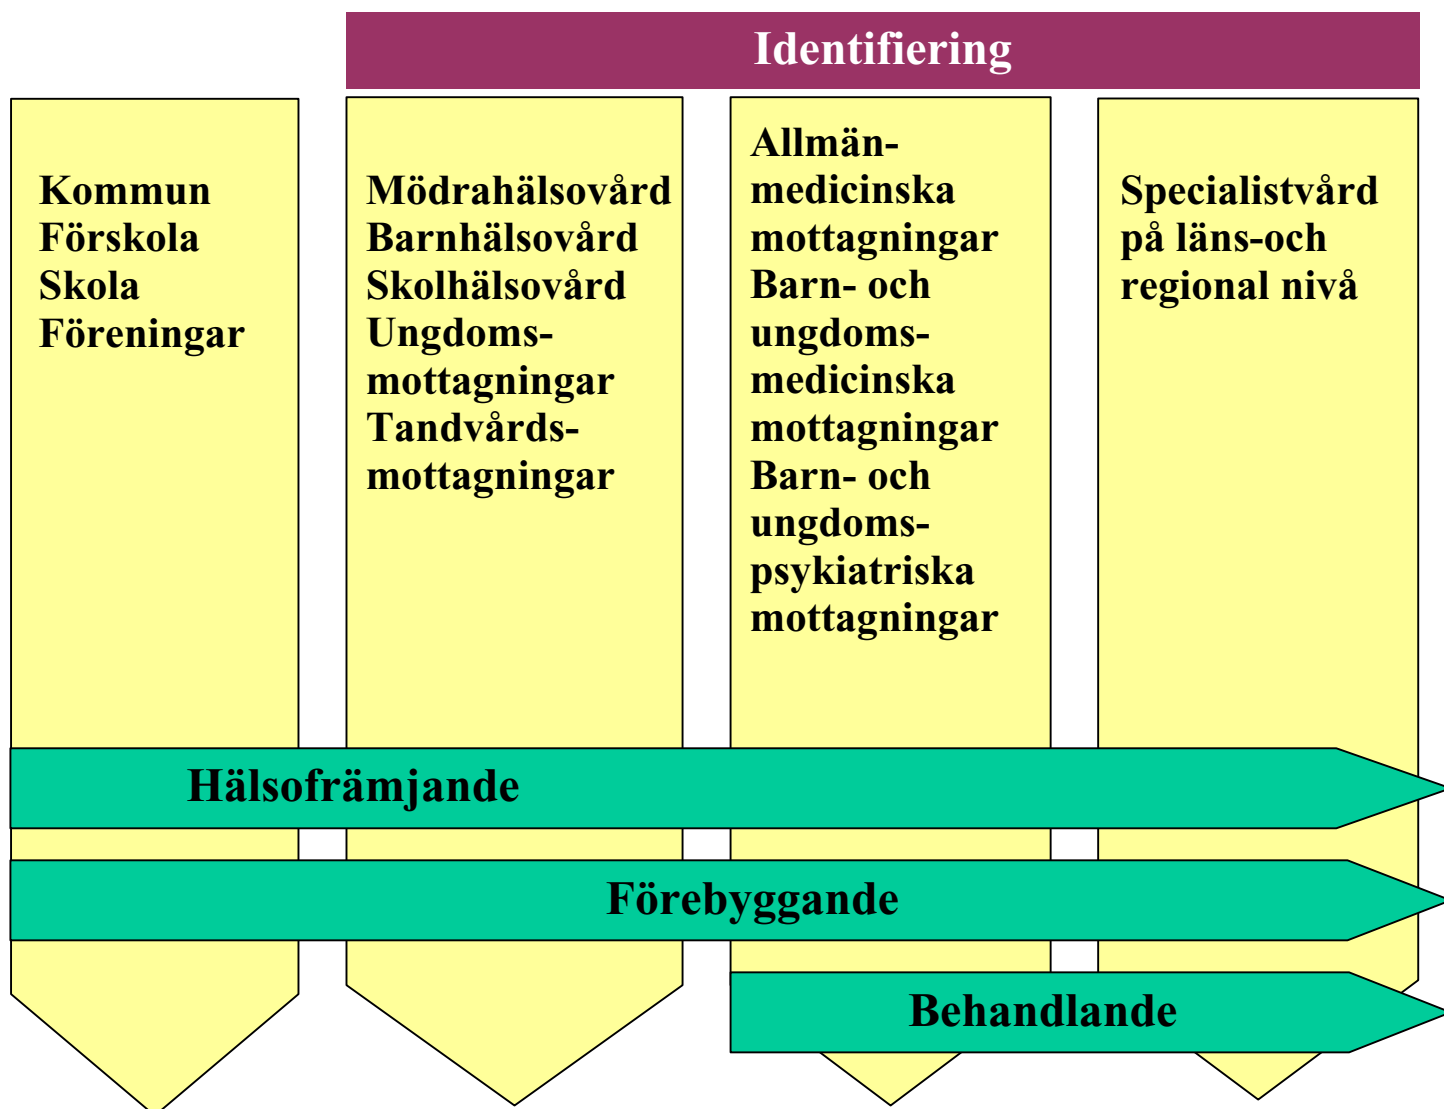 Identifiering
Kommun
Förskola
Skola
Föreningar
Mödrahälsovård
Barnhälsovård
Skolhälsovård
Ungdoms-
mottagningar
Tandvårds-
mottagningar
Allmän-
medicinska
mottagningar
Barn- och
ungdoms-
medicinska
mottagningar
Barn- och
ungdoms-
psykiatriska
mottagningar
Specialistvård
på läns-och
regional nivå
Hälsofrämjande
Förebyggande
Behandlande